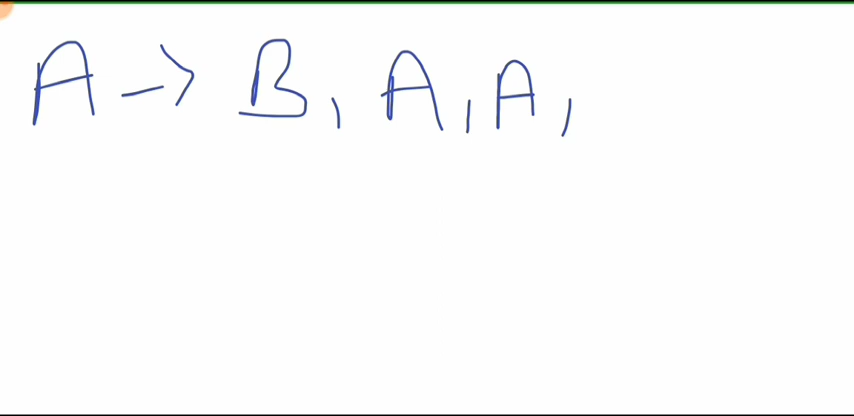 A → B, A, A,